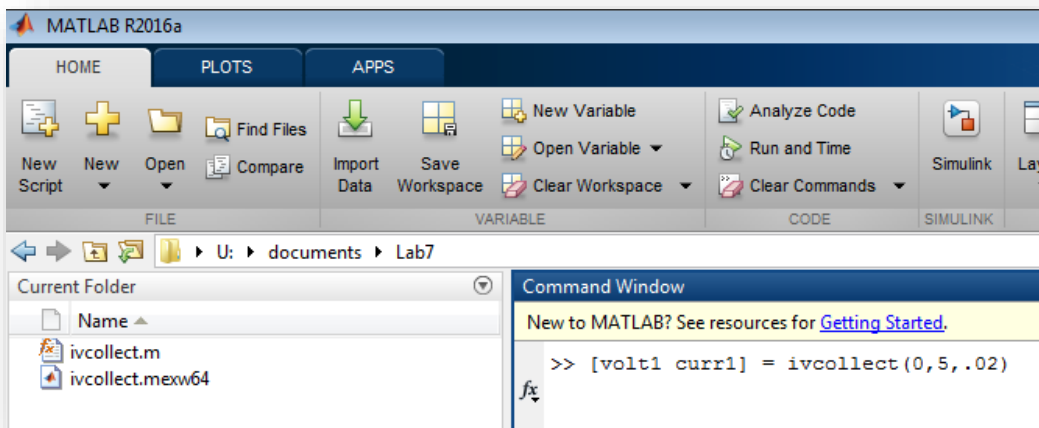 MATLAB R2016a
HOME PLOTS APPS
New Script
New
Open
Find Files
Compare
FILE
Import Data
Save Workspace
New Variable
Open Variable
Clear Workspace
VARIABLE
Analyze Code
Run and Time
Clear Commands
CODE
Simulink
SIMULINK
U: documents Lab7
Current Folder
Name
ivcollect.m
ivcollect.mexw64
Command Window
New to MATLAB? See resources for Getting Started.
>> [volt1 curr1] = ivcollect(0,5,.02)
fx